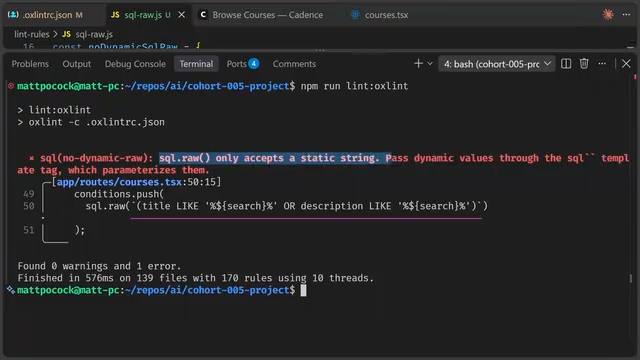 .oxlintrc.json M
JS sql-raw.js U
Browse Courses – Cadence
courses.tsx
lint-rules > JS sql-raw.js
16 const noDynamicSqlRaw = {
Problems Output Debug Console Terminal Ports 4
4: bash (cohort-005-proj
mattpocock@matt-pc:~/repos/ai/cohort-005-project$ npm run lint:oxlint
> lint:oxlint
> oxlint -c .oxlintrc.json
× sql(no-dynamic-raw): sql.raw() only accepts a static string. Pass dynamic values through the sql`` templ
ate tag, which parameterizes them.
[app/routes/courses.tsx:50:15]
49 conditions.push(
50 sql.raw(`(title LIKE '%${search}%' OR description LIKE '%${search}%')`)
51 );
Found 0 warnings and 1 error.
Finished in 576ms on 139 files with 170 rules using 10 threads.
mattpocock@matt-pc:~/repos/ai/cohort-005-project$